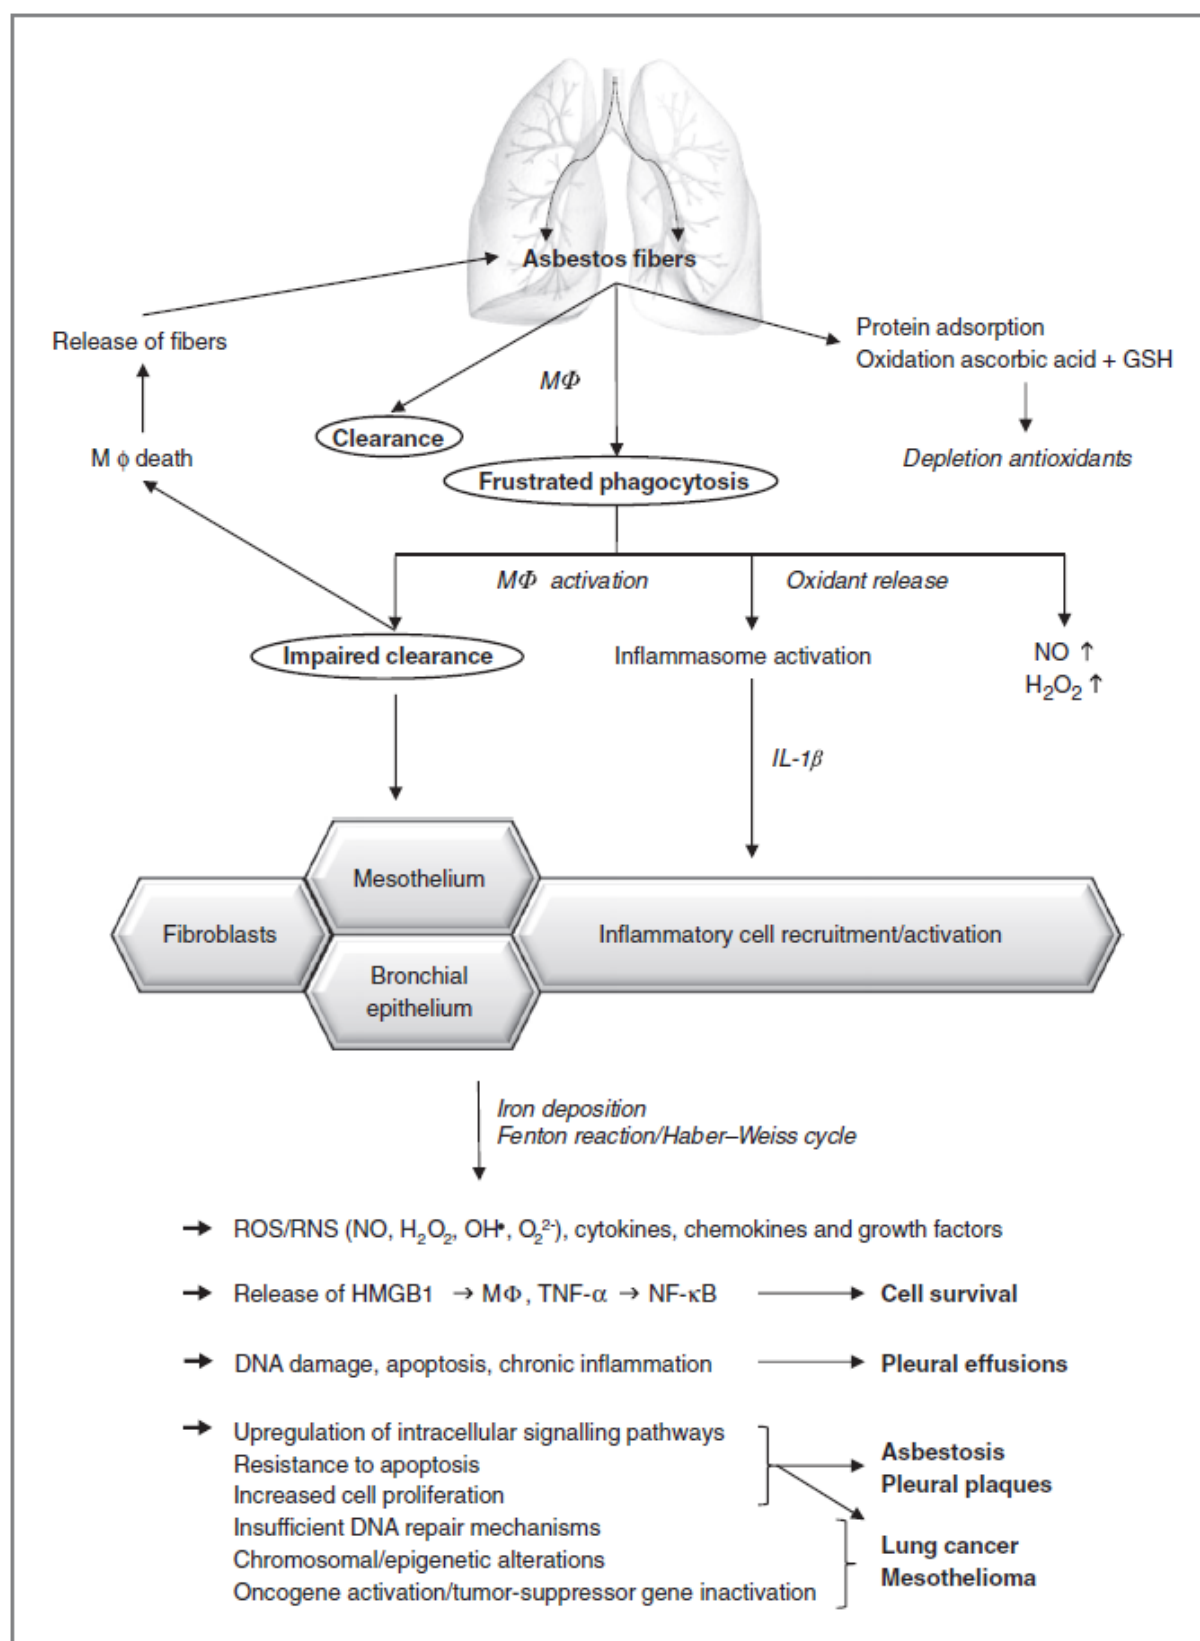 Asbestos fibers
Release of fibers
Protein adsorption
Oxidation ascorbic acid + GSH
MΦ
Clearance
M ϕ death
Depletion antioxidants
Frustrated phagocytosis
MΦ activation
Oxidant release
Impaired clearance
Inflammasome activation
NO ↑
H₂O₂ ↑
IL-1β
Mesothelium
Fibroblasts
Inflammatory cell recruitment/activation
Bronchial
epithelium
Iron deposition
Fenton reaction/Haber–Weiss cycle
➔ ROS/RNS (NO, H₂O₂, OH•, O₂²⁻), cytokines, chemokines and growth factors
➔ Release of HMGB1 → MΦ, TNF-α → NF-κB → Cell survival
➔ DNA damage, apoptosis, chronic inflammation → Pleural effusions
➔ Upregulation of intracellular signalling pathways
Resistance to apoptosis
Increased cell proliferation
Asbestosis
Pleural plaques
Insufficient DNA repair mechanisms
Chromosomal/epigenetic alterations
Oncogene activation/tumor-suppressor gene inactivation
Lung cancer
Mesothelioma